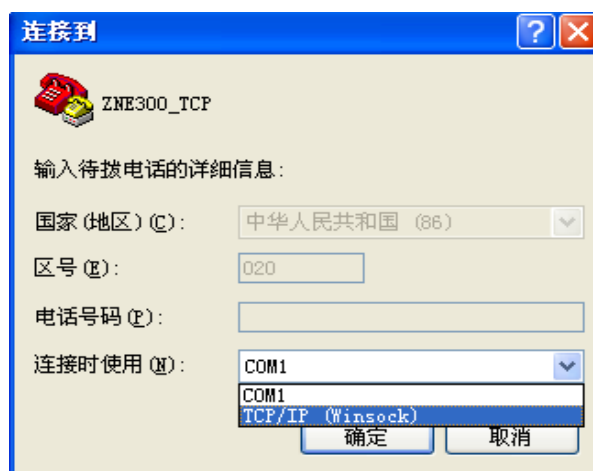 连接到
ZNE300_TCP
输入待拨电话的详细信息:
国家(地区)(C): 中华人民共和国 (86)
区号(E): 020
电话号码(P):
连接时使用(N): COM1
COM1
TCP/IP (Winsock)
确定 取消